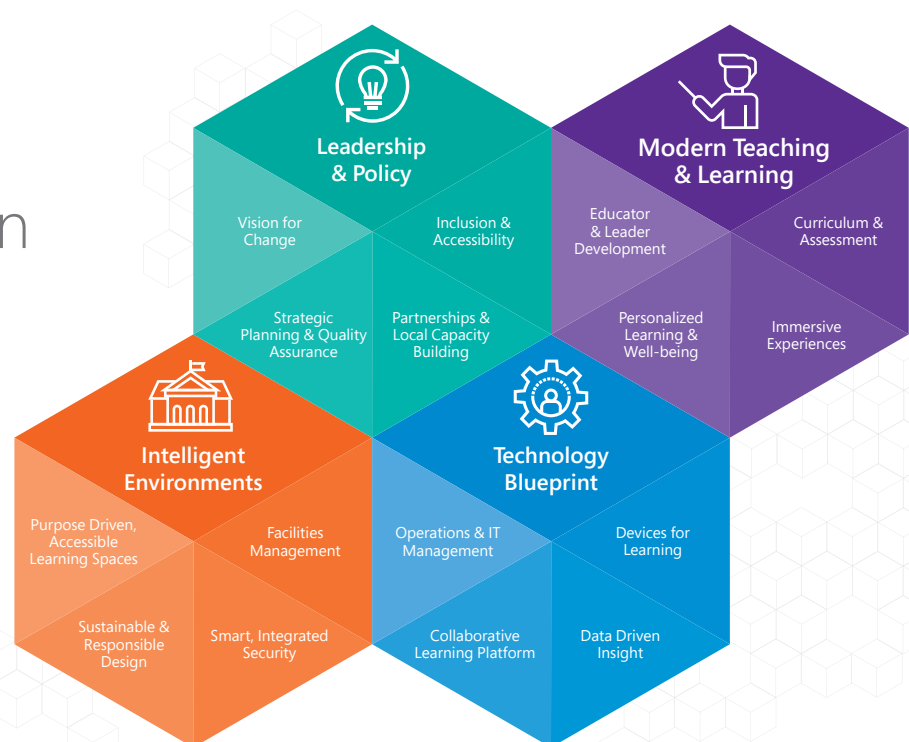 n
Leadership
& Policy
Vision for
Change
Inclusion &
Accessibility
Strategic
Planning & Quality
Assurance
Partnerships &
Local Capacity
Building
Modern Teaching
& Learning
Educator
& Leader
Development
Curriculum &
Assessment
Personalized
Learning &
Well-being
Immersive
Experiences
Intelligent
Environments
Purpose Driven,
Accessible
Learning Spaces
Facilities
Management
Sustainable &
Responsible
Design
Smart, Integrated
Security
Technology
Blueprint
Operations & IT
Management
Devices for
Learning
Collaborative
Learning Platform
Data Driven
Insight